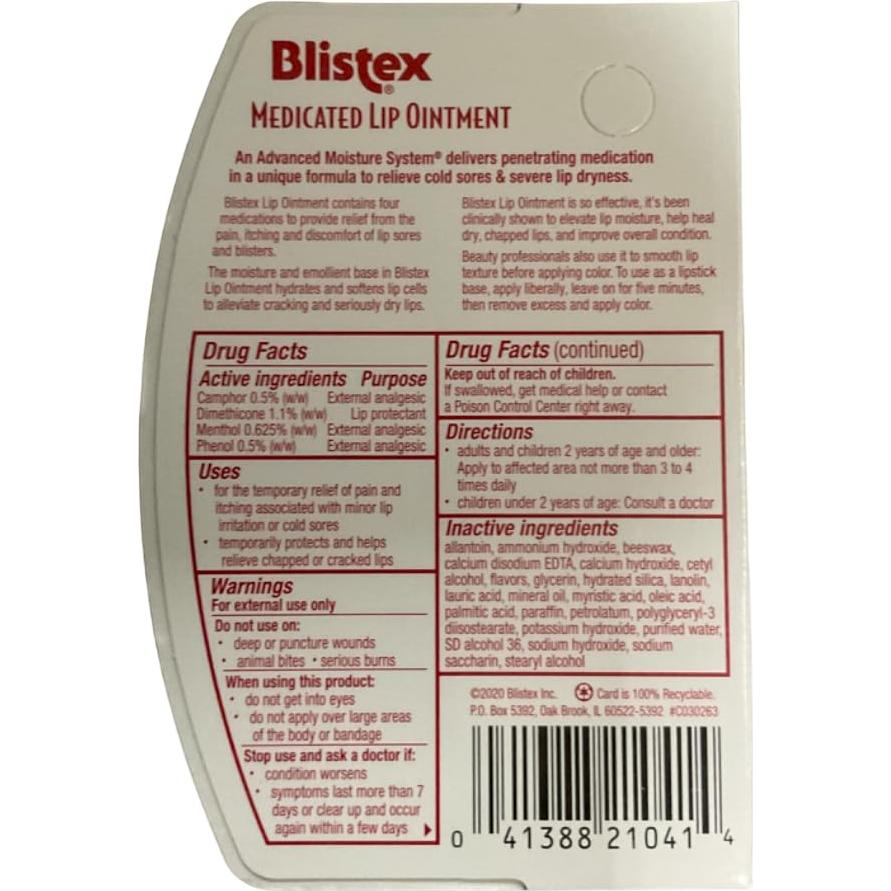 Blistex®
MEDICATED LIP OINTMENT
An Advanced Moisture System® delivers penetrating medication
in a unique formula to relieve cold sores & severe lip dryness.
Blistex Lip Ointment contains four
medications to provide relief from the
pain, itching and discomfort of lip sores
and blisters.
The moisture and emollient base in Blistex
Lip Ointment hydrates and softens lip cells
to alleviate cracking and seriously dry lips.
Blistex Lip Ointment is so effective, it's been
clinically shown to elevate lip moisture, help heal
dry, chapped lips, and improve overall condition.
Beauty professionals also use it to smooth lip
texture before applying color. To use as a lipstick
base, apply liberally, leave on for five minutes,
then remove excess and apply color.
Drug Facts
Active ingredients Purpose
Camphor 0.5% (w/w) External analgesic
Dimethicone 1.1% (w/w) Lip protectant
Menthol 0.625% (w/w) External analgesic
Phenol 0.5% (w/w) External analgesic
Uses
• for the temporary relief of pain and
itching associated with minor lip
irritation or cold sores
• temporarily protects and helps
relieve chapped or cracked lips
Warnings
For external use only
Do not use on:
• deep or puncture wounds
• animal bites • serious burns
When using this product:
• do not get into eyes
• do not apply over large areas
of the body or bandage
Stop use and ask a doctor if:
• condition worsens
• symptoms last more than 7
days or clear up and occur
again within a few days
Drug Facts (continued)
Keep out of reach of children.
If swallowed, get medical help or contact
a Poison Control Center right away.
Directions
• adults and children 2 years of age and older:
Apply to affected area not more than 3 to 4
times daily
• children under 2 years of age: Consult a doctor
Inactive ingredients
allantoin, ammonium hydroxide, beeswax,
calcium disodium EDTA, calcium hydroxide, cetyl
alcohol, flavors, glycerin, hydrated silica, lanolin,
lauric acid, mineral oil, myristic acid, oleic acid,
palmitic acid, paraffin, petrolatum, polyglyceryl-3
diisostearate, potassium hydroxide, purified water,
SD alcohol 36, sodium hydroxide, sodium
saccharin, stearyl alcohol
©2020 Blistex Inc. Card is 100% Recyclable.
P.O. Box 5392, Oak Brook, IL 60522-5392 #C030263
0 41388 21041 4